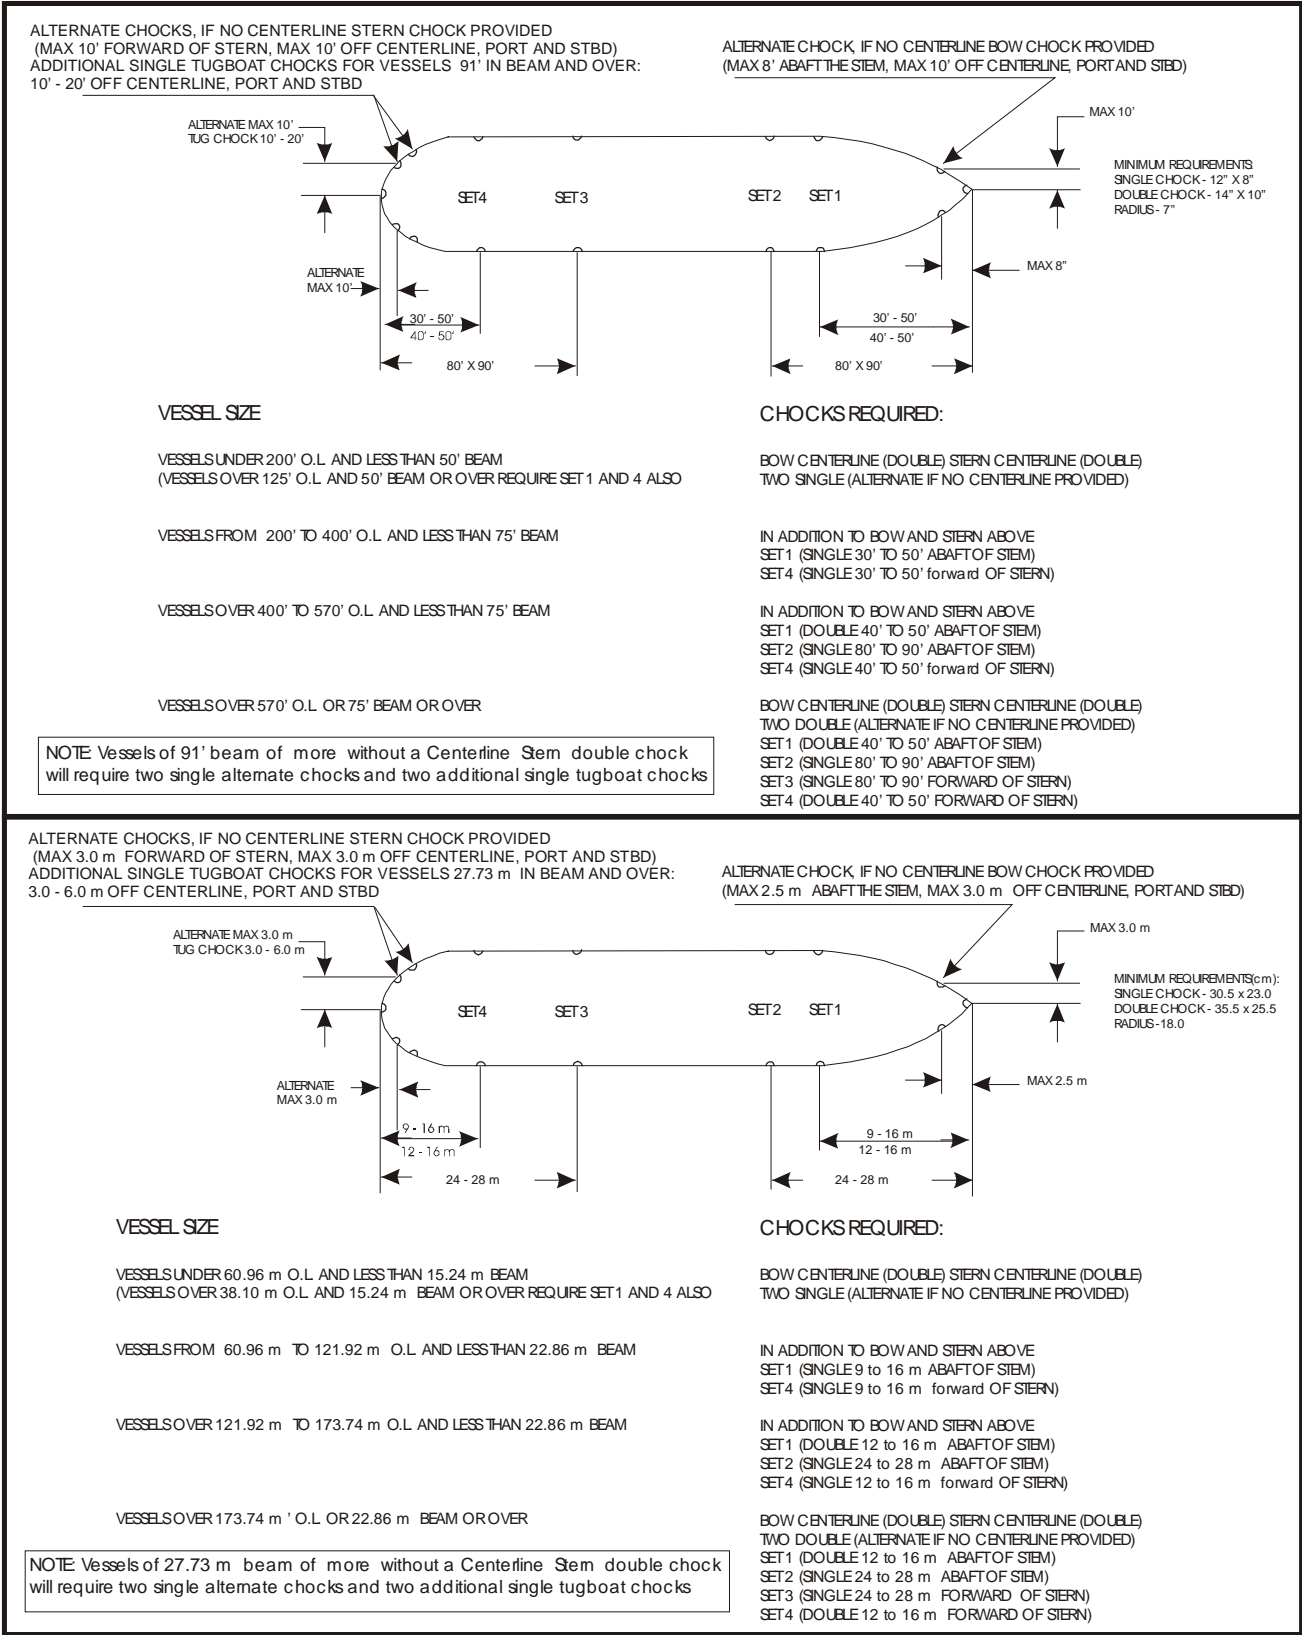 ALTERNATE CHOCKS, IF NO CENTERLINE STERN CHOCK PROVIDED
(MAX 10' FORWARD OF STERN, MAX 10' OFF CENTERLINE, PORT AND STBD)
ADDITIONAL SINGLE TUGBOAT CHOCKS FOR VESSELS 91' IN BEAM AND OVER:
10' - 20' OFF CENTERLINE, PORT AND STBD
ALTERNATE CHOCK, IF NO CENTERLINE BOW CHOCK PROVIDED
(MAX 8' ABAFT THE STEM, MAX 10' OFF CENTERLINE, PORT AND STBD)
ALTERNATE MAX 10'
TUG CHOCK 10' - 20'
MAX 10'
MINIMUM REQUIREMENTS:
SINGLE CHOCK - 12" X 8"
DOUBLE CHOCK - 14" X 10"
RADIUS - 7"
SET 4
SET 3
SET 2
SET 1
ALTERNATE
MAX 10'
MAX 8"
30' - 50'
40' - 50'
80' X 90'
30' - 50'
40' - 50'
80' X 90'
VESSEL SIZE
CHOCKS REQUIRED:
VESSELS UNDER 200' O.L. AND LESS THAN 50' BEAM
(VESSELS OVER 125' O.L. AND 50' BEAM OR OVER REQUIRE SET 1 AND 4 ALSO
BOW CENTERLINE (DOUBLE) STERN CENTERLINE (DOUBLE)
TWO SINGLE (ALTERNATE IF NO CENTERLINE PROVIDED)
VESSELS FROM 200' TO 400' O.L. AND LESS THAN 75' BEAM
IN ADDITION TO BOW AND STERN ABOVE
SET 1 (SINGLE 30' TO 50' ABAFT OF STEM)
SET 4 (SINGLE 30' TO 50' forward OF STERN)
VESSELS OVER 400' TO 570' O.L. AND LESS THAN 75' BEAM
IN ADDITION TO BOW AND STERN ABOVE
SET 1 (DOUBLE 40' TO 50' ABAFT OF STEM)
SET 2 (SINGLE 80' TO 90' ABAFT OF STEM)
SET 4 (SINGLE 40' TO 50' forward OF STERN)
VESSELS OVER 570' O.L. OR 75' BEAM OR OVER
BOW CENTERLINE (DOUBLE) STERN CENTERLINE (DOUBLE)
TWO DOUBLE (ALTERNATE IF NO CENTERLINE PROVIDED)
SET 1 (DOUBLE 40' TO 50' ABAFT OF STEM)
SET 2 (SINGLE 80' TO 90' ABAFT OF STEM)
SET 3 (SINGLE 80' TO 90' FORWARD OF STERN)
SET 4 (DOUBLE 40' TO 50' FORWARD OF STERN)
NOTE: Vessels of 91' beam of more without a Centerline Stern double chock
will require two single alternate chocks and two additional single tugboat chocks
ALTERNATE CHOCKS, IF NO CENTERLINE STERN CHOCK PROVIDED
(MAX 3.0 m FORWARD OF STERN, MAX 3.0 m OFF CENTERLINE, PORT AND STBD)
ADDITIONAL SINGLE TUGBOAT CHOCKS FOR VESSELS 27.73 m IN BEAM AND OVER:
3.0 - 6.0 m OFF CENTERLINE, PORT AND STBD
ALTERNATE CHOCK, IF NO CENTERLINE BOW CHOCK PROVIDED
(MAX 2.5 m ABAFT THE STEM, MAX 3.0 m OFF CENTERLINE, PORT AND STBD)
ALTERNATE MAX 3.0 m
TUG CHOCK 3.0 - 6.0 m
MAX 3.0 m
MINIMUM REQUIREMENTS(cm):
SINGLE CHOCK - 30.5 x 23.0
DOUBLE CHOCK - 35.5 x 25.5
RADIUS -18.0
SET 4
SET 3
SET 2
SET 1
ALTERNATE
MAX 3.0 m
MAX 2.5 m
9 - 16 m
12 - 16 m
24 - 28 m
9 - 16 m
12 - 16 m
24 - 28 m
VESSEL SIZE
CHOCKS REQUIRED:
VESSELS UNDER 60.96 m O.L. AND LESS THAN 15.24 m BEAM
(VESSELS OVER 38.10 m O.L. AND 15.24 m BEAM OR OVER REQUIRE SET 1 AND 4 ALSO
BOW CENTERLINE (DOUBLE) STERN CENTERLINE (DOUBLE)
TWO SINGLE (ALTERNATE IF NO CENTERLINE PROVIDED)
VESSELS FROM 60.96 m TO 121.92 m O.L. AND LESS THAN 22.86 m BEAM
IN ADDITION TO BOW AND STERN ABOVE
SET 1 (SINGLE 9 to 16 m ABAFT OF STEM)
SET 4 (SINGLE 9 to 16 m forward OF STERN)
VESSELS OVER 121.92 m TO 173.74 m O.L. AND LESS THAN 22.86 m BEAM
IN ADDITION TO BOW AND STERN ABOVE
SET 1 (DOUBLE 12 to 16 m ABAFT OF STEM)
SET 2 (SINGLE 24 to 28 m ABAFT OF STEM)
SET 4 (SINGLE 12 to 16 m forward OF STERN)
VESSELS OVER 173.74 m ' O.L. OR 22.86 m BEAM OR OVER
BOW CENTERLINE (DOUBLE) STERN CENTERLINE (DOUBLE)
TWO DOUBLE (ALTERNATE IF NO CENTERLINE PROVIDED)
SET 1 (DOUBLE 12 to 16 m ABAFT OF STEM)
SET 2 (SINGLE 24 to 28 m ABAFT OF STEM)
SET 3 (SINGLE 24 to 28 m FORWARD OF STERN)
SET 4 (DOUBLE 12 to 16 m FORWARD OF STERN)
NOTE: Vessels of 27.73 m beam of more without a Centerline Stern double chock
will require two single alternate chocks and two additional single tugboat chocks